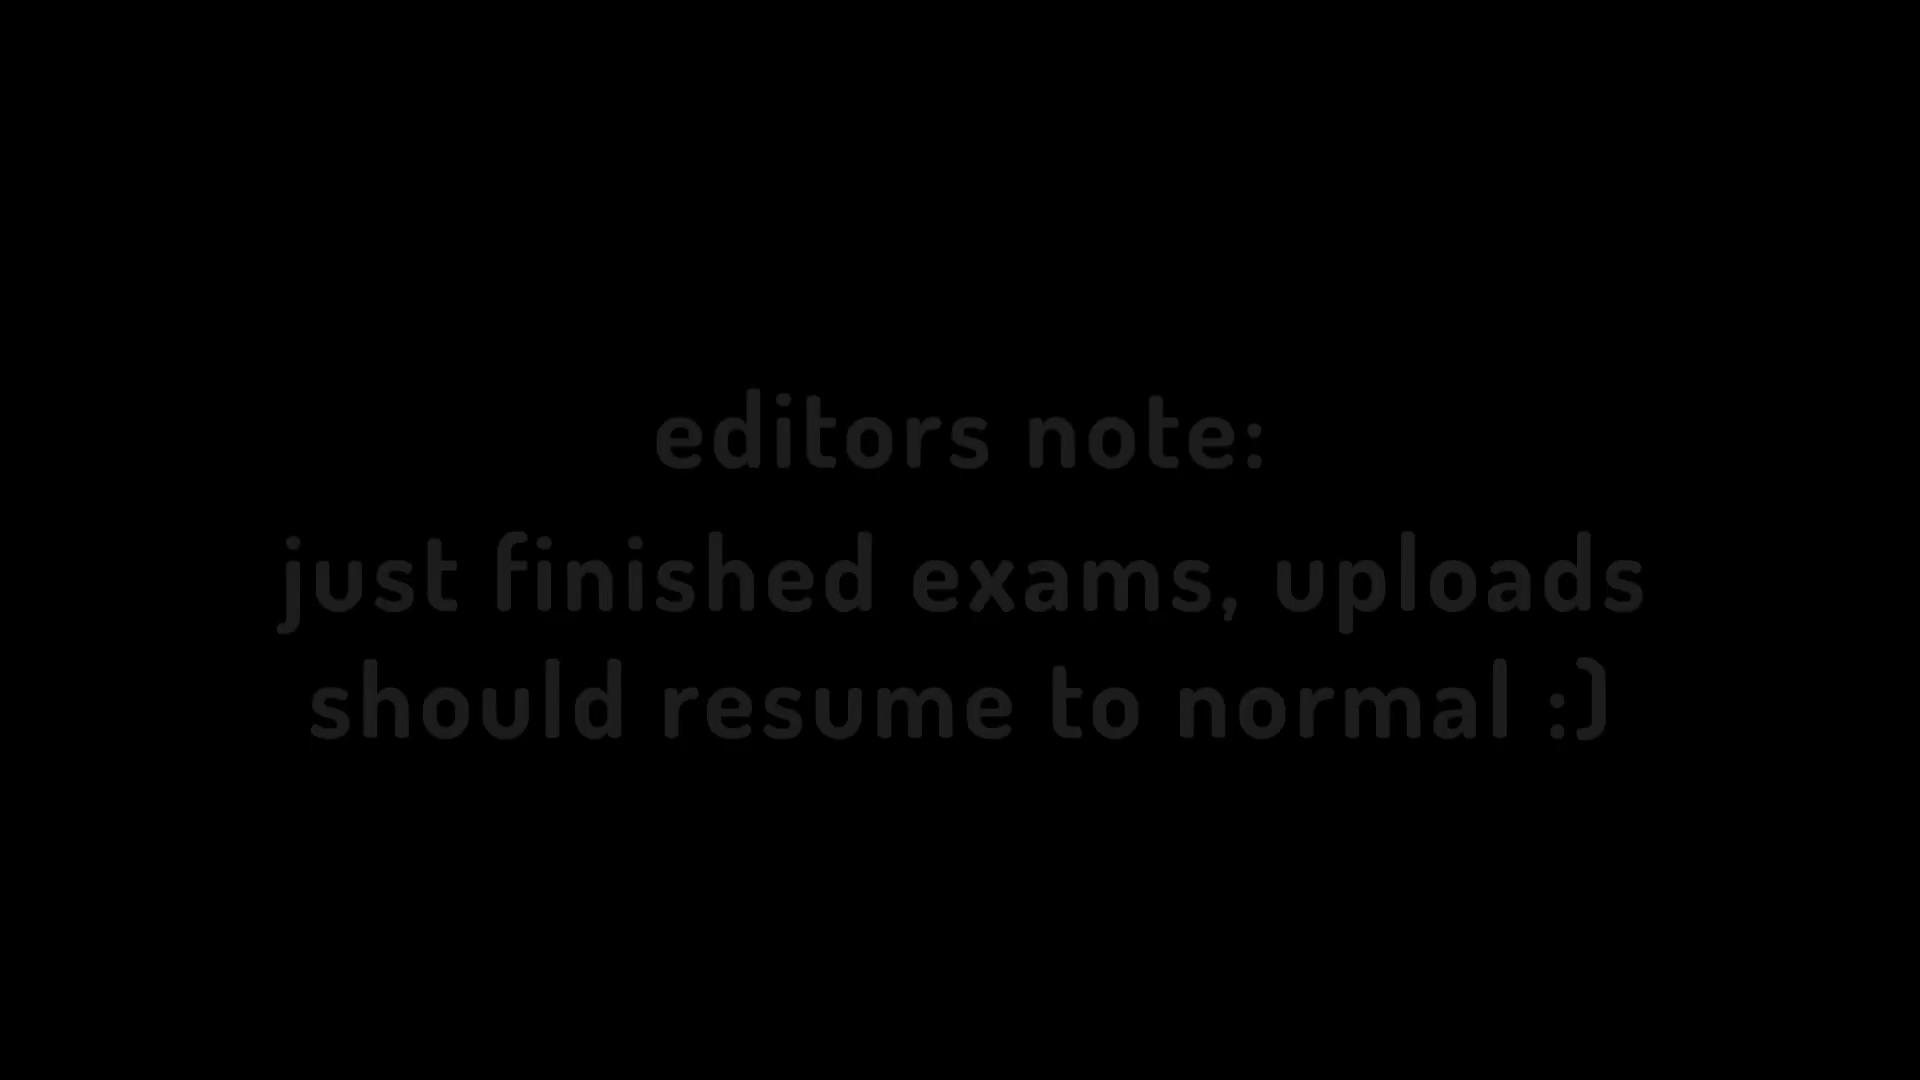 editors note:
just finished exams, uploads
should resume to normal :)